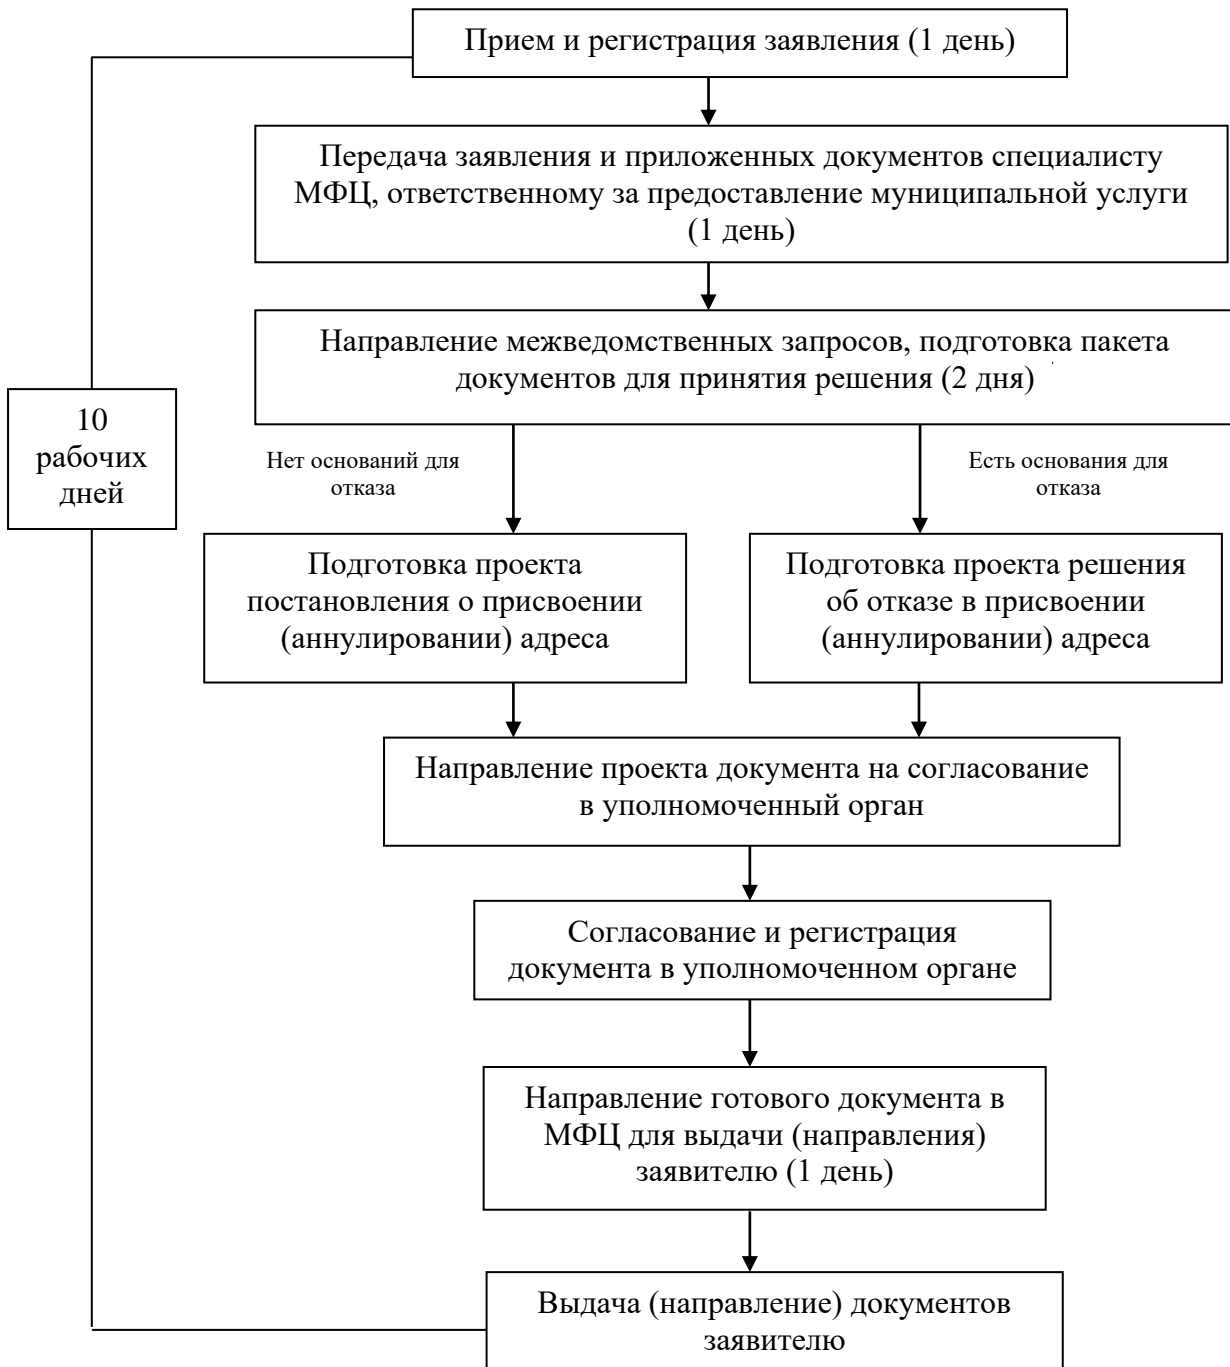 Прием и регистрация заявления (1 день)
Передача заявления и приложенных документов специалисту
МФЦ, ответственному за предоставление муниципальной услуги
(1 день)
Направление межведомственных запросов, подготовка пакета
документов для принятия решения (2 дня)
10
рабочих
дней
Нет оснований для
отказа
Есть основания для
отказа
Подготовка проекта
постановления о присвоении
(аннулировании) адреса
Подготовка проекта решения
об отказе в присвоении
(аннулировании) адреса
Направление проекта документа на согласование
в уполномоченный орган
Согласование и регистрация
документа в уполномоченном органе
Направление готового документа в
МФЦ для выдачи (направления)
заявителю (1 день)
Выдача (направление) документов
заявителю